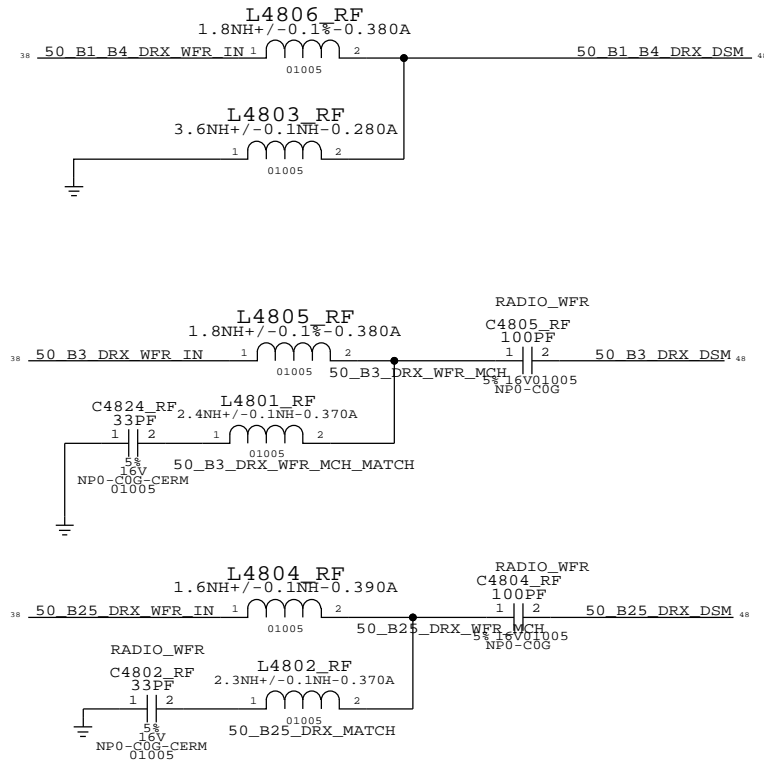 L4806_RF
1.8NH+/-0.1%-0.380A
38 50_B1_B4_DRX_WFR_IN 1 2 50_B1_B4_DRX_DSM
01005
L4803_RF
3.6NH+/-0.1NH-0.280A
1 2
01005
RADIO_WFR
L4805_RF
C4805_RF
1.8NH+/-0.1%-0.380A
100PF
38 50_B3_DRX_WFR_IN 1 2 1 2 50_B3_DRX_DSM 48
01005
50_B3_DRX_WFR_MCH
5% 16V01005
NP0-C0G
C4824_RF
L4801_RF
33PF
2.4NH+/-0.1NH-0.370A
1 2 1 2
01005
50_B3_DRX_WFR_MCH_MATCH
5%
16V
NP0-C0G-CERM
01005
RADIO_WFR
L4804_RF
C4804_RF
1.6NH+/-0.1NH-0.390A
100PF
38 50_B25_DRX_WFR_IN 1 2 1 2 50_B25_DRX_DSM 48
01005
50_B25_DRX_WFR_MCH
5% 16V01005
NP0-C0G
RADIO_WFR
C4802_RF
L4802_RF
33PF
2.3NH+/-0.1NH-0.370A
1 2 1 2
01005
50_B25_DRX_MATCH
5%
16V
NP0-C0G-CERM
01005